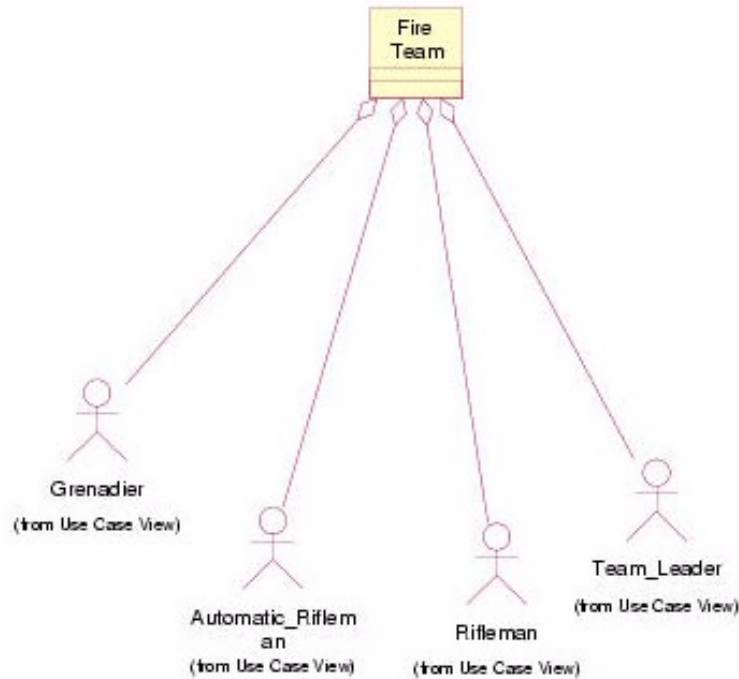 Fire
Team
Grenadier
(from Use Case View)
Automatic_Riflem
an
(from Use Case View)
Rifleman
(from Use Case View)
Team_Leader
(from Use Case View)